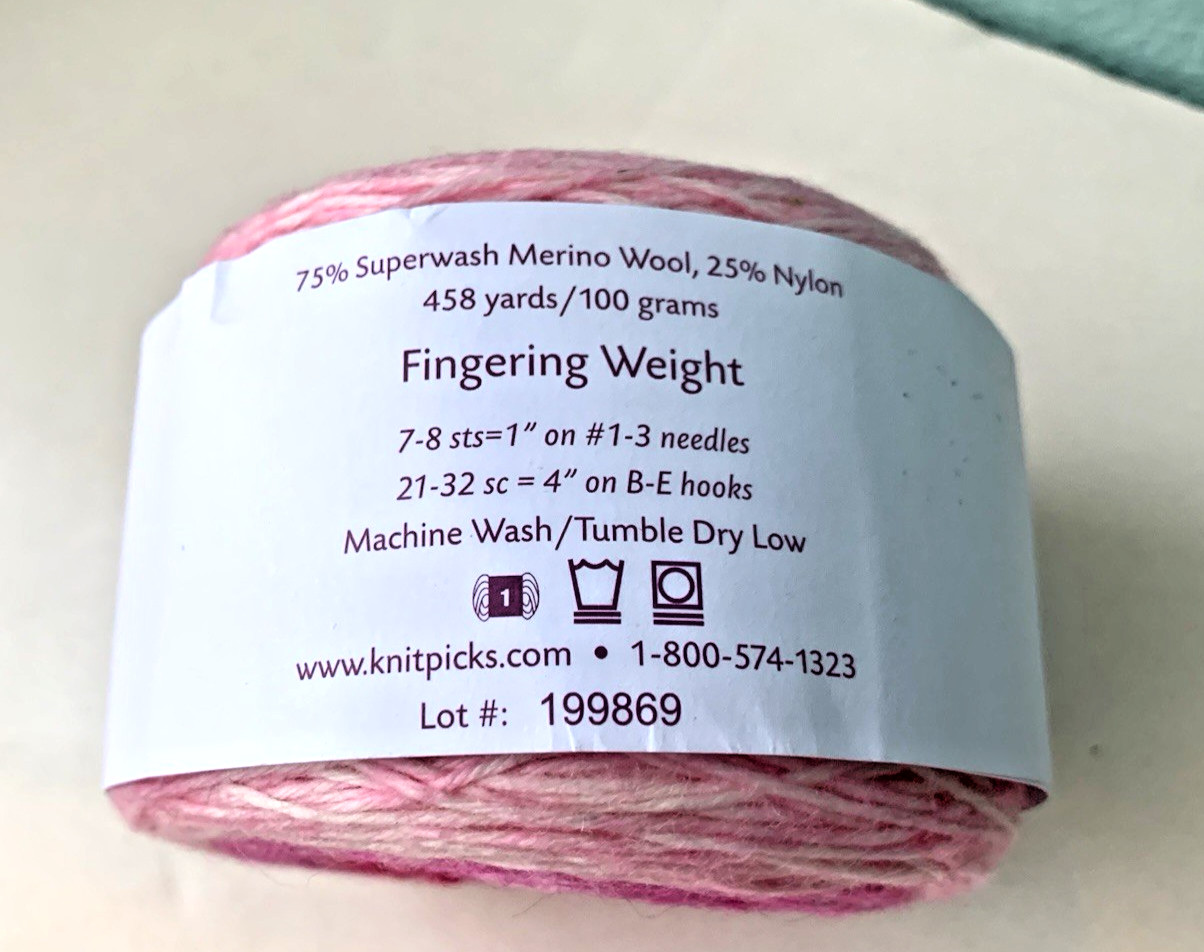 75% Superwash Merino Wool, 25% Nylon
458 yards/100 grams
Fingering Weight
7-8 sts=1” on #1-3 needles
21-32 sc = 4” on B-E hooks
Machine Wash/Tumble Dry Low
1
www.knitpicks.com • 1-800-574-1323
Lot #: 199869